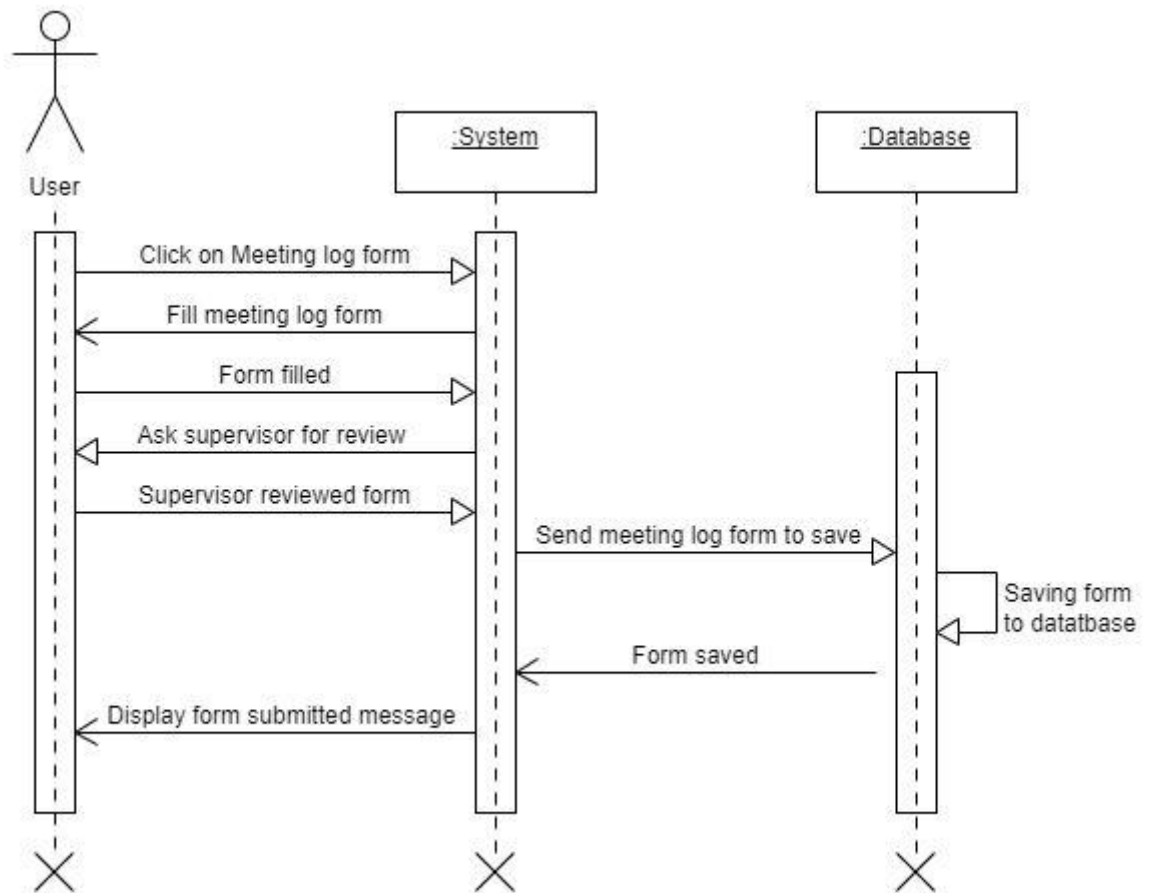 User
:System
:Database
Click on Meeting log form
Fill meeting log form
Form filled
Ask supervisor for review
Supervisor reviewed form
Send meeting log form to save
Saving form
to datatbase
Form saved
Display form submitted message